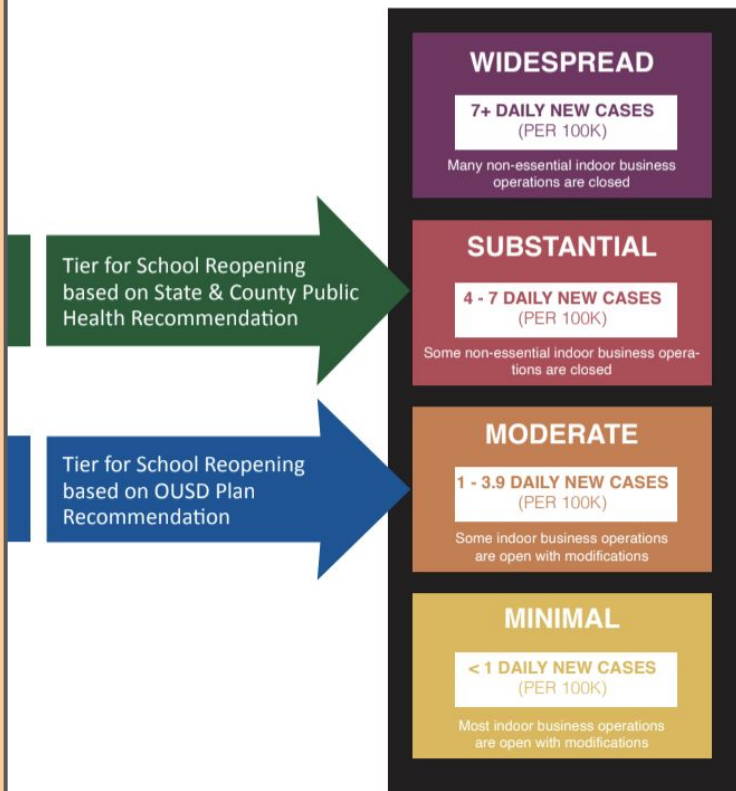 WIDESPREAD
7+ DAILY NEW CASES
(PER 100K)
Many non-essential indoor business
operations are closed
Tier for School Reopening
based on State & County Public
Health Recommendation
SUBSTANTIAL
4 - 7 DAILY NEW CASES
(PER 100K)
Some non-essential indoor business opera-
tions are closed
Tier for School Reopening
based on OUSD Plan
Recommendation
MODERATE
1 - 3.9 DAILY NEW CASES
(PER 100K)
Some indoor business operations
are open with modifications
MINIMAL
< 1 DAILY NEW CASES
(PER 100K)
Most indoor business operations
are open with modifications